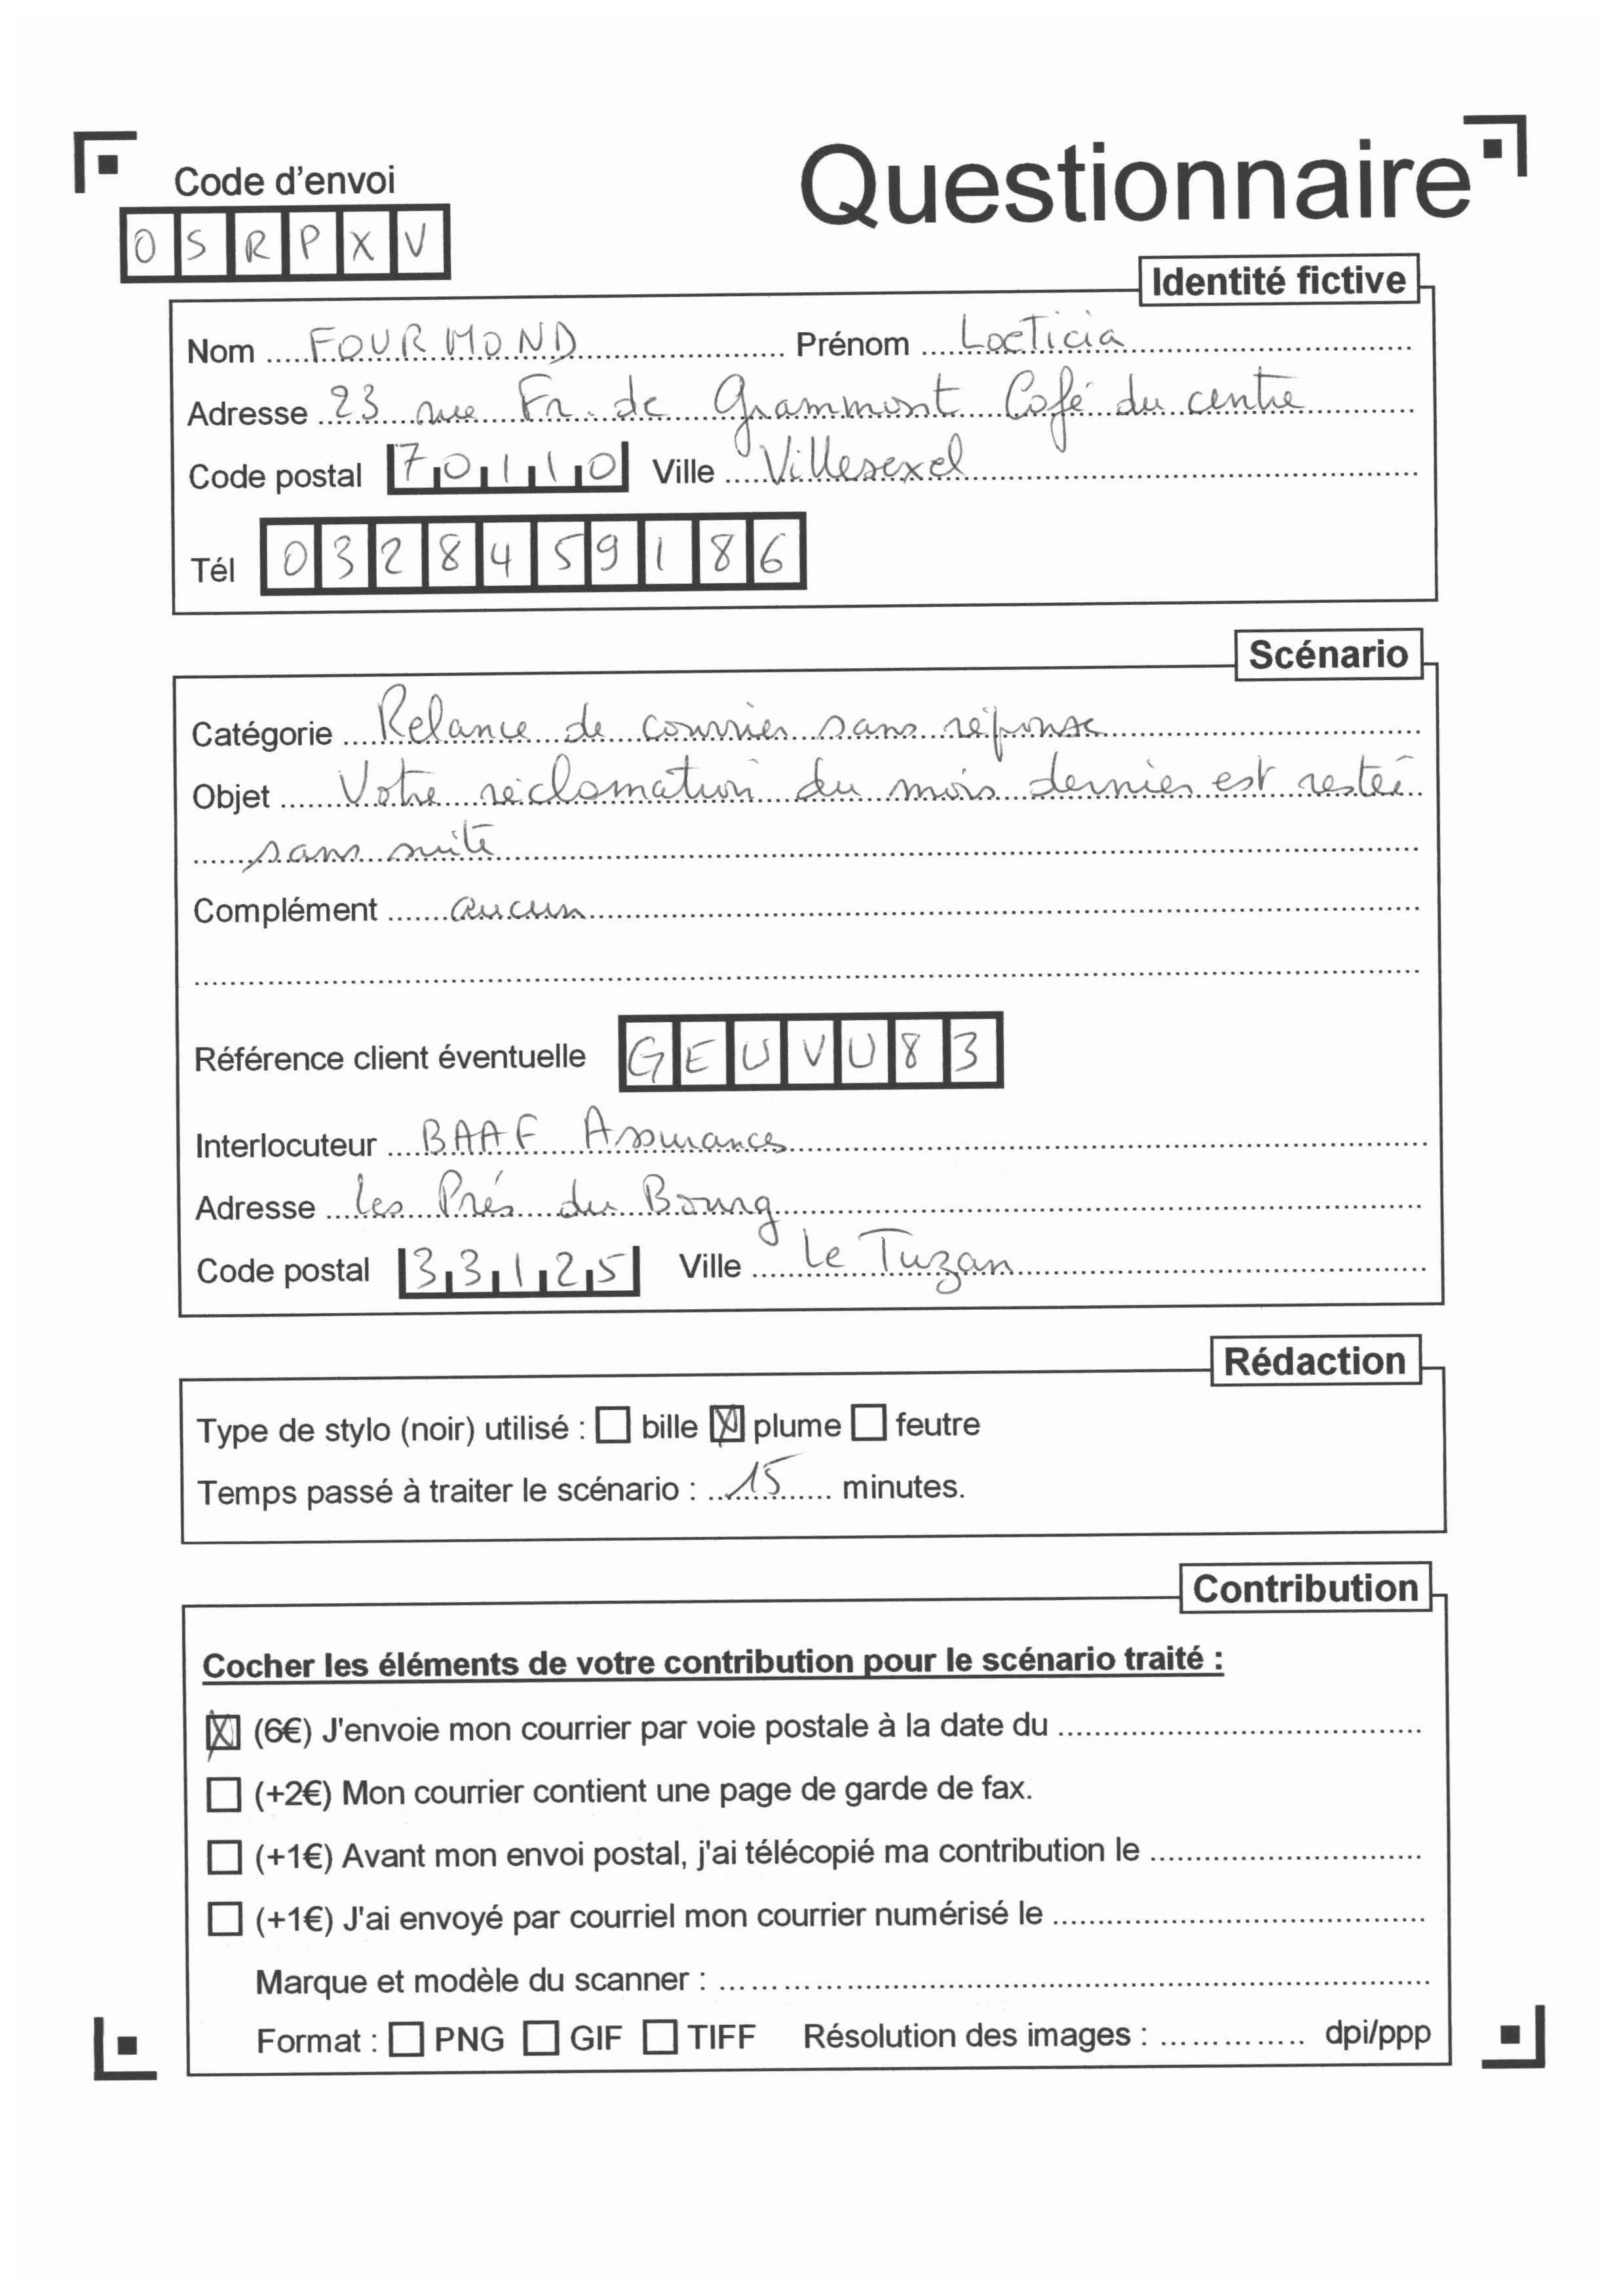 Questionnaire
Code d'envoi
OSRPXV
Identité fictive
Nom FOURMOND Prénom Laeticia
Adresse 23 rue Fr. de Grammont Café du centre
Code postal 70110 Ville Villesexel
Tél 0328459186
Scénario
Catégorie Relance de courrier sans réponse
Objet Votre réclamation du mois dernier est restée
sans suite
Complément aucun
Référence client éventuelle GEUVU83
Interlocuteur BAAF Assurances
Adresse Les Prés du Bourg
Code postal 33125 Ville Le Tuzan
Rédaction
Type de stylo (noir) utilisé : bille plume feutre
Temps passé à traiter le scénario : 15 minutes.
Contribution
Cocher les éléments de votre contribution pour le scénario traité :
(6€) J'envoie mon courrier par voie postale à la date du
(+2€) Mon courrier contient une page de garde de fax.
(+1€) Avant mon envoi postal, j'ai télécopié ma contribution le
(+1€) J'ai envoyé par courriel mon courrier numérisé le
Marque et modèle du scanner :
Format : PNG GIF TIFF Résolution des images : dpi/ppp